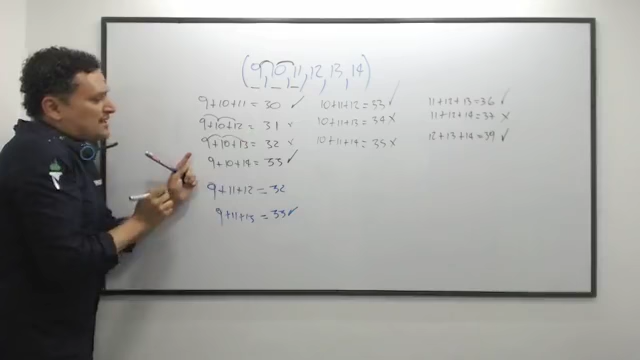 (9, 10, 11, 12, 13, 14)
9+10+11 = 30 ✓
9+10+12 = 31 x
9+10+13 = 32 x
9+10+14 = 33 ✓
9+11+12 = 32
9+11+13 = 33 ✓
10+11+12 = 33 ✓
10+11+13 = 34 x
10+11+14 = 35 x
11+12+13 = 36 ✓
11+12+14 = 37 x
12+13+14 = 39 ✓